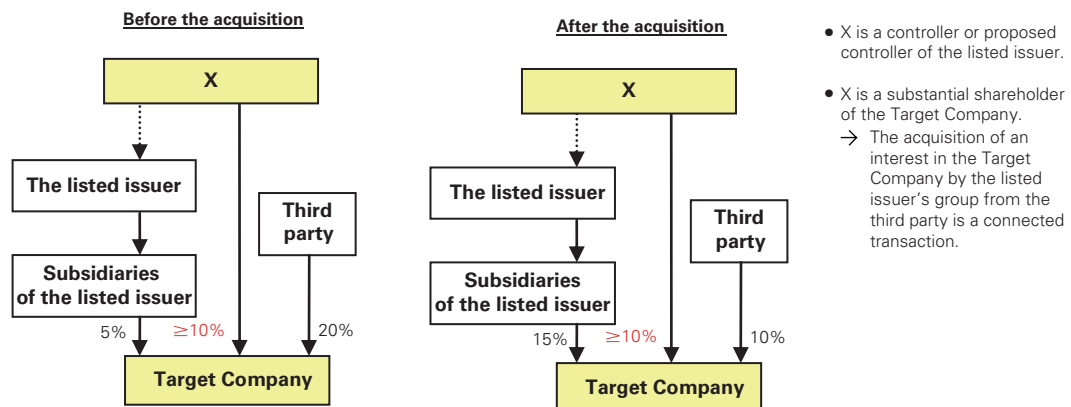 Before the acquisition
X
The listed issuer
Third
party
Subsidiaries
of the listed issuer
5%
≥10%
20%
Target Company
After the acquisition
X
The listed issuer
Third
party
Subsidiaries
of the listed issuer
15%
≥10%
10%
Target Company
• X is a controller or proposed
controller of the listed issuer.
• X is a substantial shareholder
of the Target Company.
→ The acquisition of an
interest in the Target
Company by the listed
issuer’s group from the
third party is a connected
transaction.